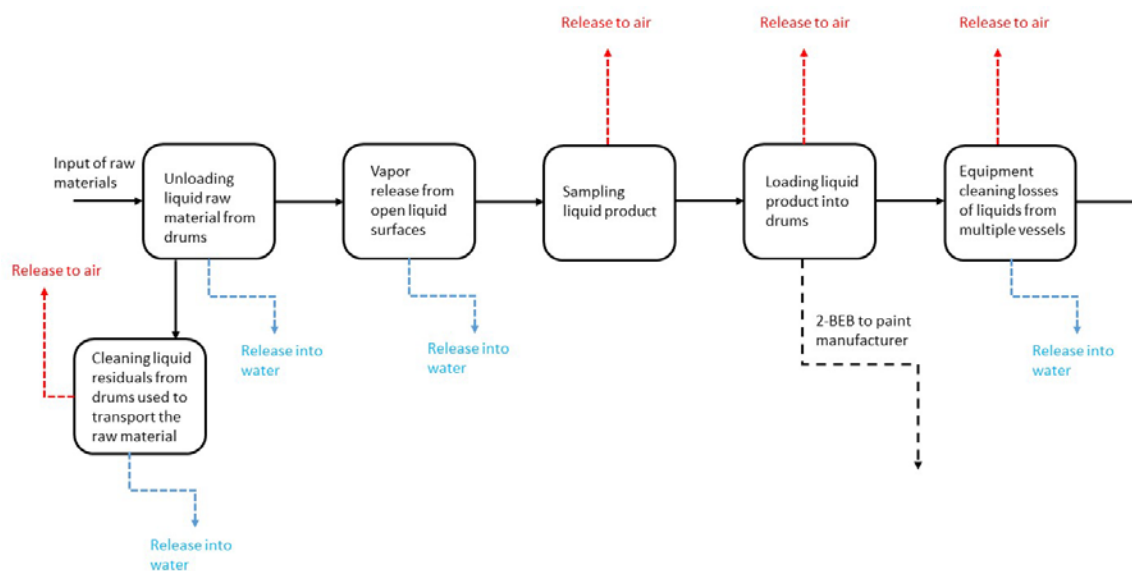 Release to air
Release to air
Release to air
Input of raw
materials
Unloading
liquid raw
material from
drums
Vapor
release from
open liquid
surfaces
Sampling
liquid product
Loading liquid
product into
drums
Equipment
cleaning losses
of liquids from
multiple vessels
Release to air
Cleaning liquid
residuals from
drums used to
transport the
raw material
Release into
water
Release into
water
2-BEB to paint
manufacturer
Release into
water
Release into
water